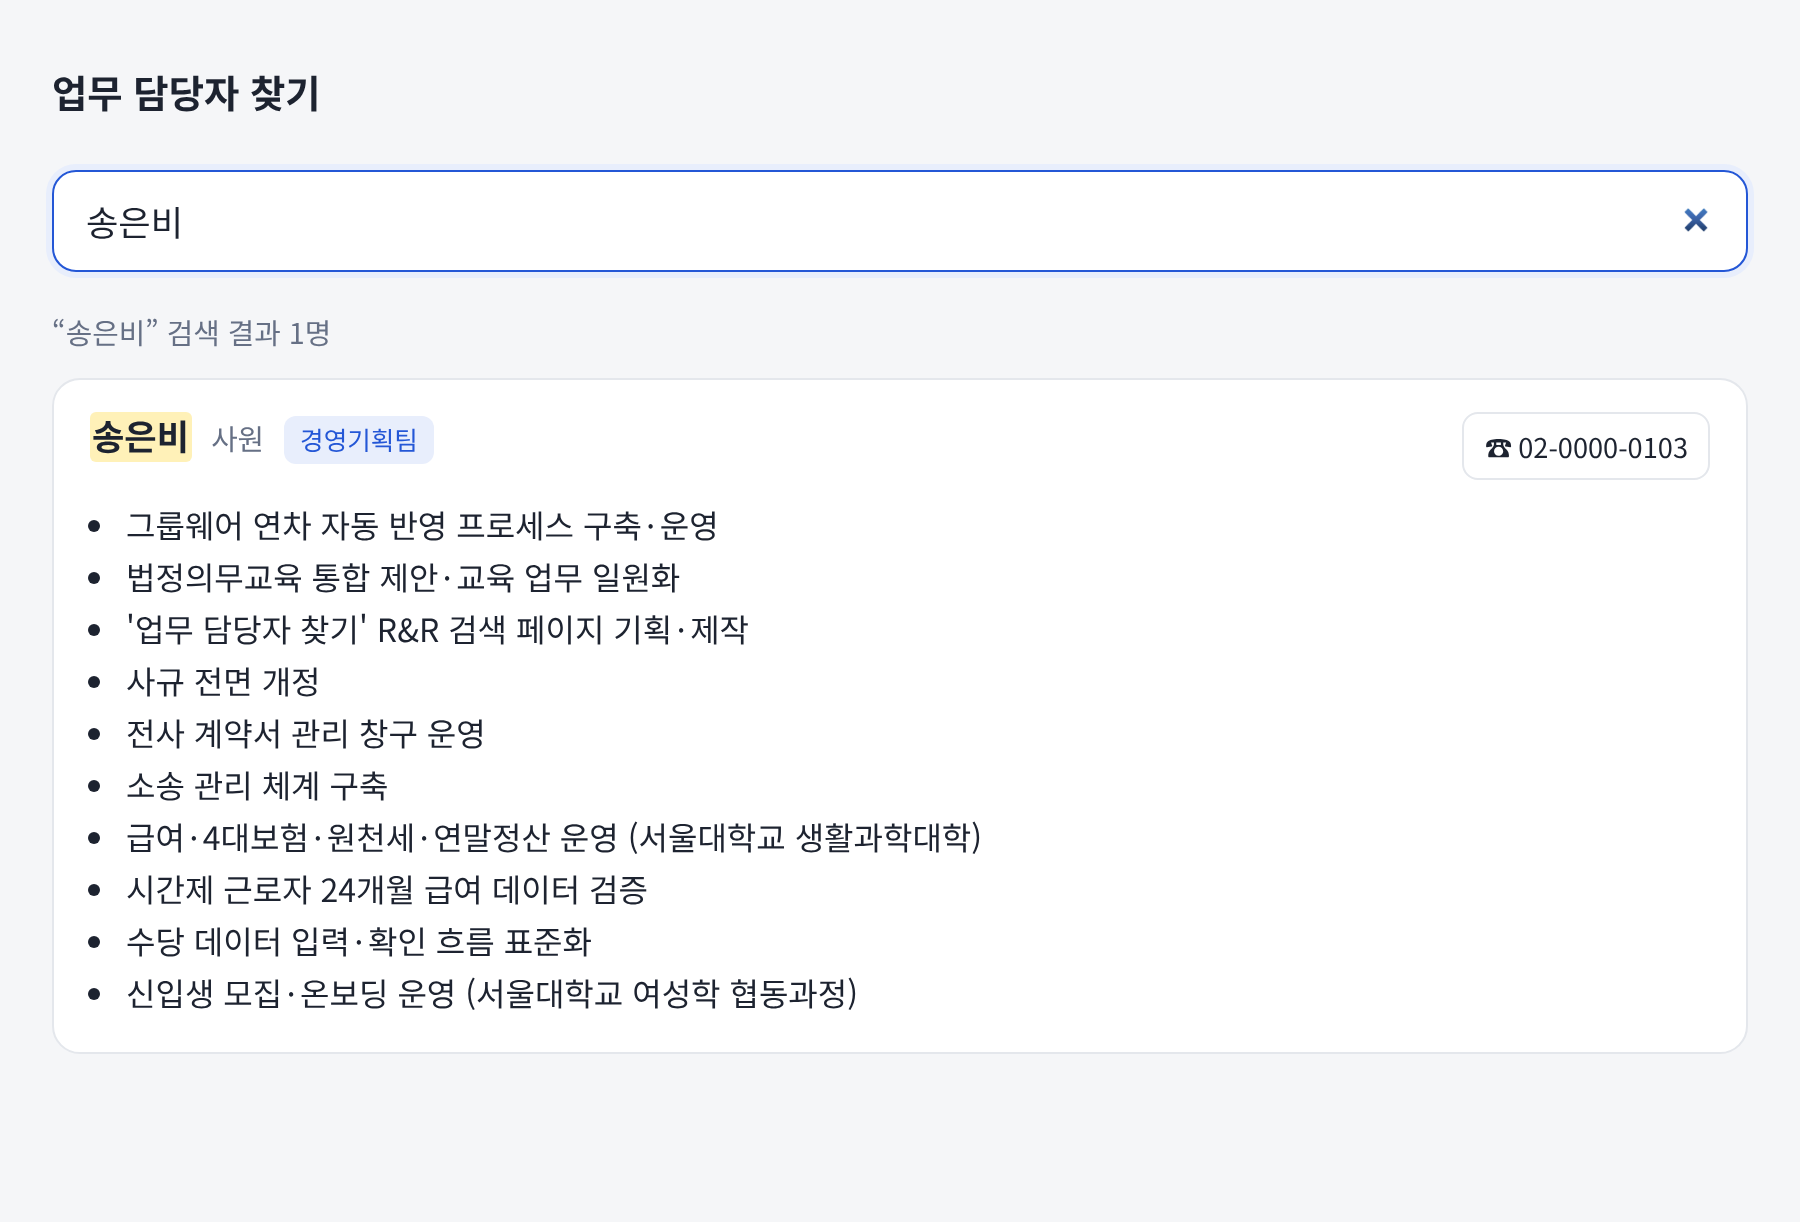 업무 담당자 찾기
송은비
“송은비” 검색 결과 1명
송은비 사원 경영기획팀 ☎ 02-0000-0103
• 그룹웨어 연차 자동 반영 프로세스 구축·운영
• 법정의무교육 통합 제안·교육 업무 일원화
• '업무 담당자 찾기' R&R 검색 페이지 기획·제작
• 사규 전면 개정
• 전사 계약서 관리 창구 운영
• 소송 관리 체계 구축
• 급여·4대보험·원천세·연말정산 운영 (서울대학교 생활과학대학)
• 시간제 근로자 24개월 급여 데이터 검증
• 수당 데이터 입력·확인 흐름 표준화
• 신입생 모집·온보딩 운영 (서울대학교 여성학 협동과정)